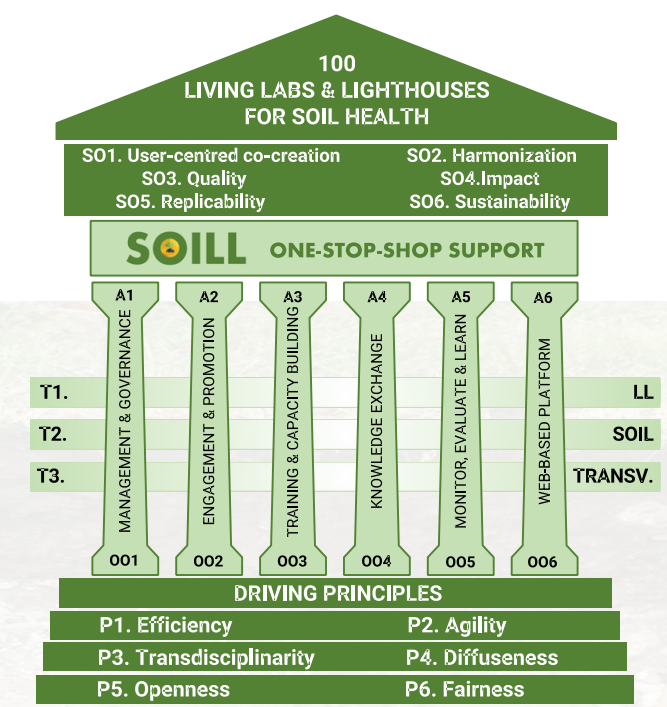 100
LIVING LABS & LIGHTHOUSES
FOR SOIL HEALTH
SO1. User-centred co-creation SO2. Harmonization
SO3. Quality SO4.Impact
SO5. Replicability SO6. Sustainability
SOILL ONE-STOP-SHOP SUPPORT
A1 A2 A3 A4 A5 A6
MANAGEMENT & GOVERNANCE
ENGAGEMENT & PROMOTION
TRAINING & CAPACITY BUILDING
KNOWLEDGE EXCHANGE
MONITOR, EVALUATE & LEARN
WEB-BASED PLATFORM
T1. LL
T2. SOIL
T3. TRANSV.
OO1 OO2 OO3 OO4 OO5 OO6
DRIVING PRINCIPLES
P1. Efficiency P2. Agility
P3. Transdisciplinarity P4. Diffuseness
P5. Openness P6. Fairness